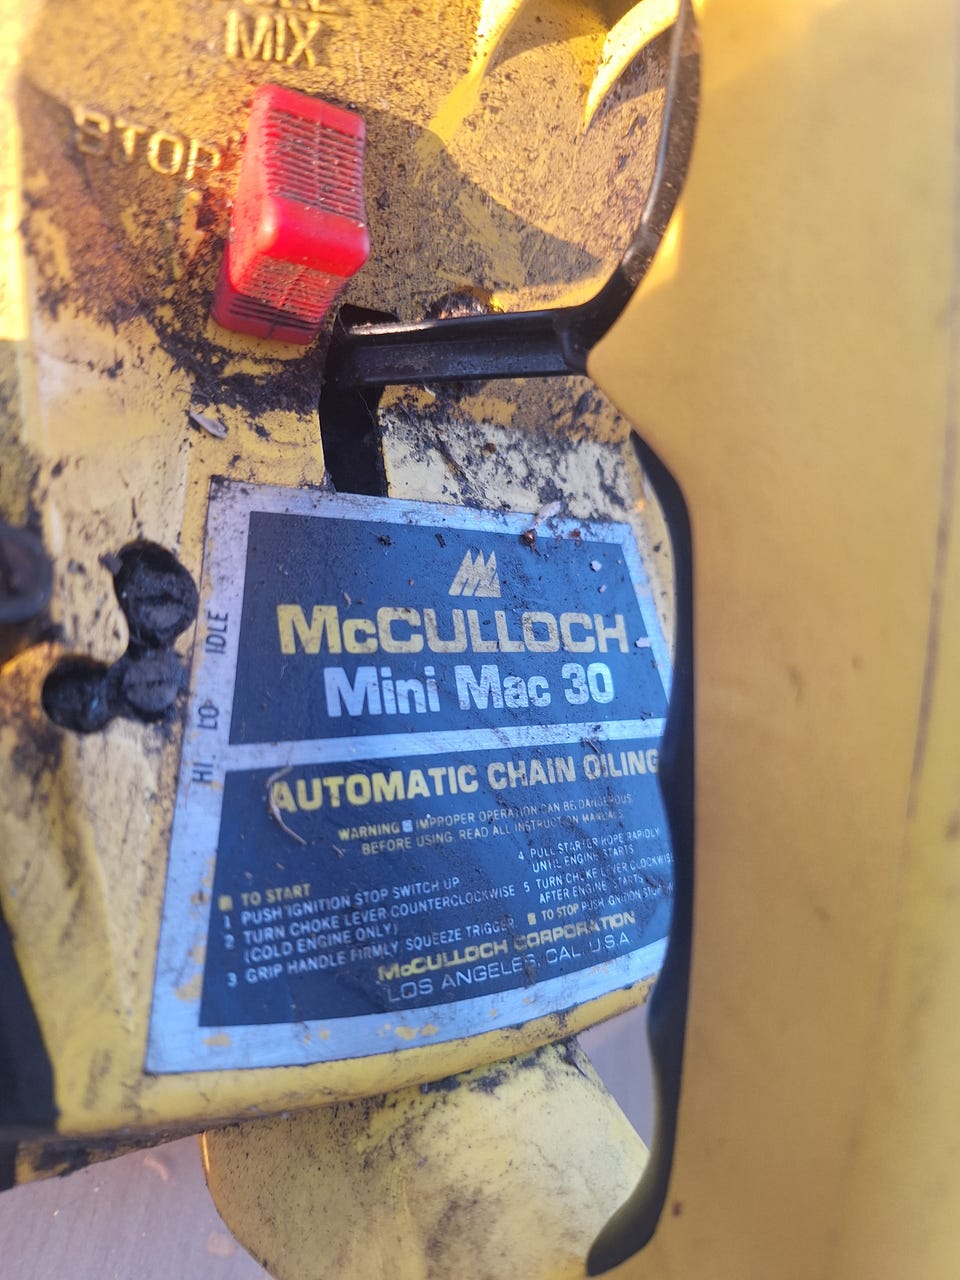 MIX
STOP
McCULLOCH
Mini Mac 30
IDLE
LO
HI
AUTOMATIC CHAIN OILING
WARNING IMPROPER OPERATION CAN BE DANGEROUS
BEFORE USING, READ ALL INSTRUCTION MANUALS
TO START
1 PUSH IGNITION STOP SWITCH UP
2 TURN CHOKE LEVER COUNTERCLOCKWISE
(COLD ENGINE ONLY)
3 GRIP HANDLE FIRMLY SQUEEZE TRIGGER
4 PULL STARTER ROPE RAPIDLY
UNTIL ENGINE STARTS
5 TURN CHOKE LEVER CLOCKWISE
AFTER ENGINE STARTS
TO STOP PUSH IGNITION
McCULLOCH CORPORATION
LOS ANGELES, CAL. U.S.A.